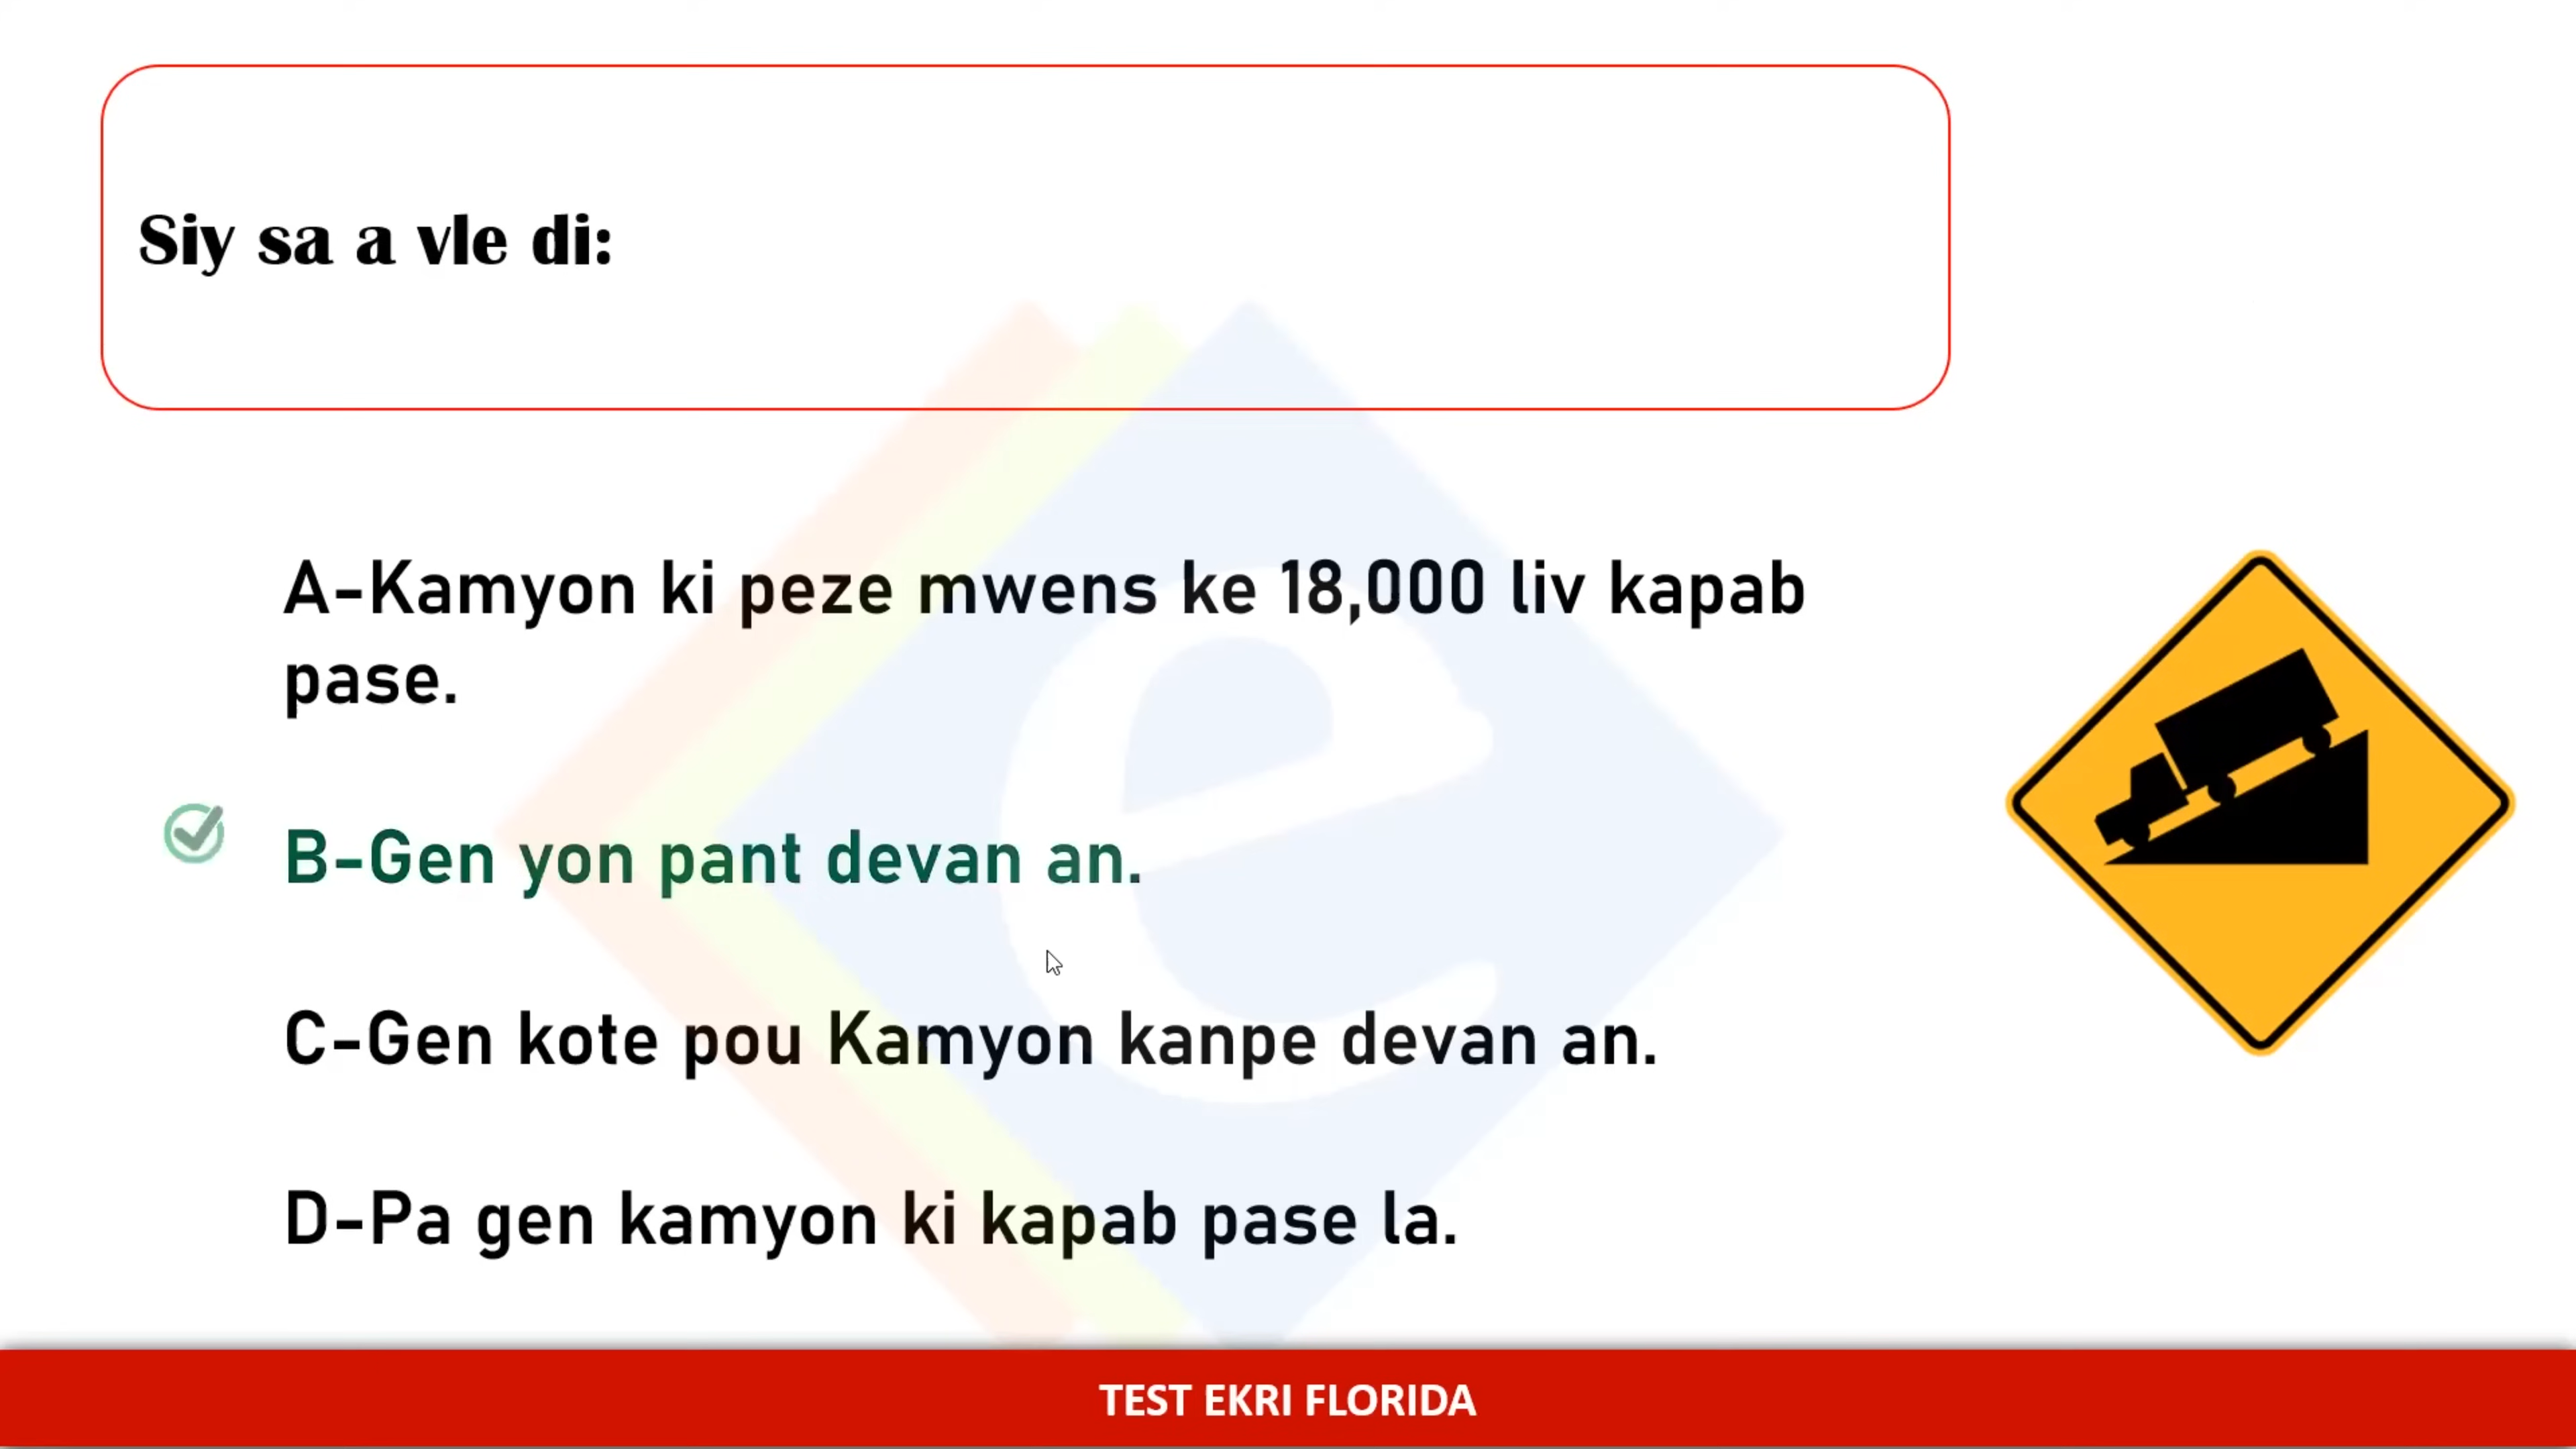 Siy sa a vle di:
A-Kamyon ki peze mwens ke 18,000 liv kapab
pase.
B-Gen yon pant devan an.
C-Gen kote pou Kamyon kanpe devan an.
D-Pa gen kamyon ki kapab pase la.
e
TEST EKRI FLORIDA